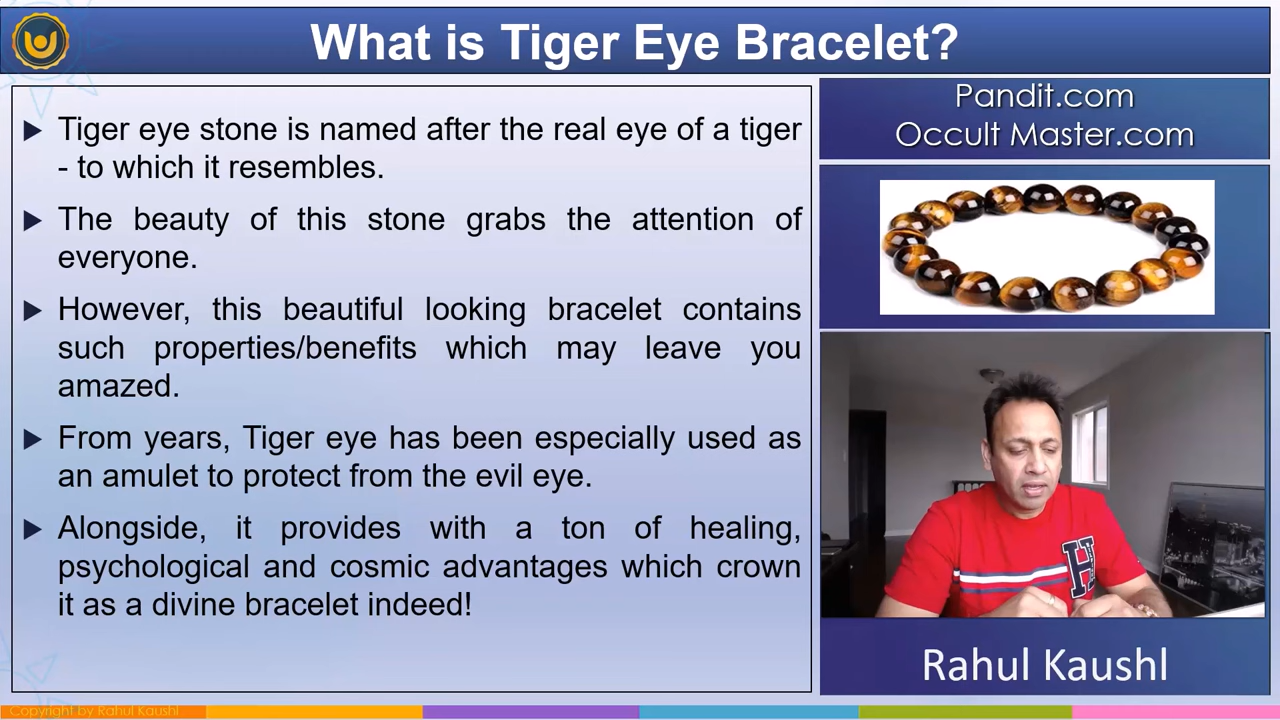 What is Tiger Eye Bracelet?
Tiger eye stone is named after the real eye of a tiger
- to which it resembles.
The beauty of this stone grabs the attention of
everyone.
However, this beautiful looking bracelet contains
such properties/benefits which may leave you
amazed.
From years, Tiger eye has been especially used as
an amulet to protect from the evil eye.
Alongside, it provides with a ton of healing,
psychological and cosmic advantages which crown
it as a divine bracelet indeed!
Pandit.com
Occult Master.com
H
Rahul Kaushl
Copyright by Rahul Kaushl